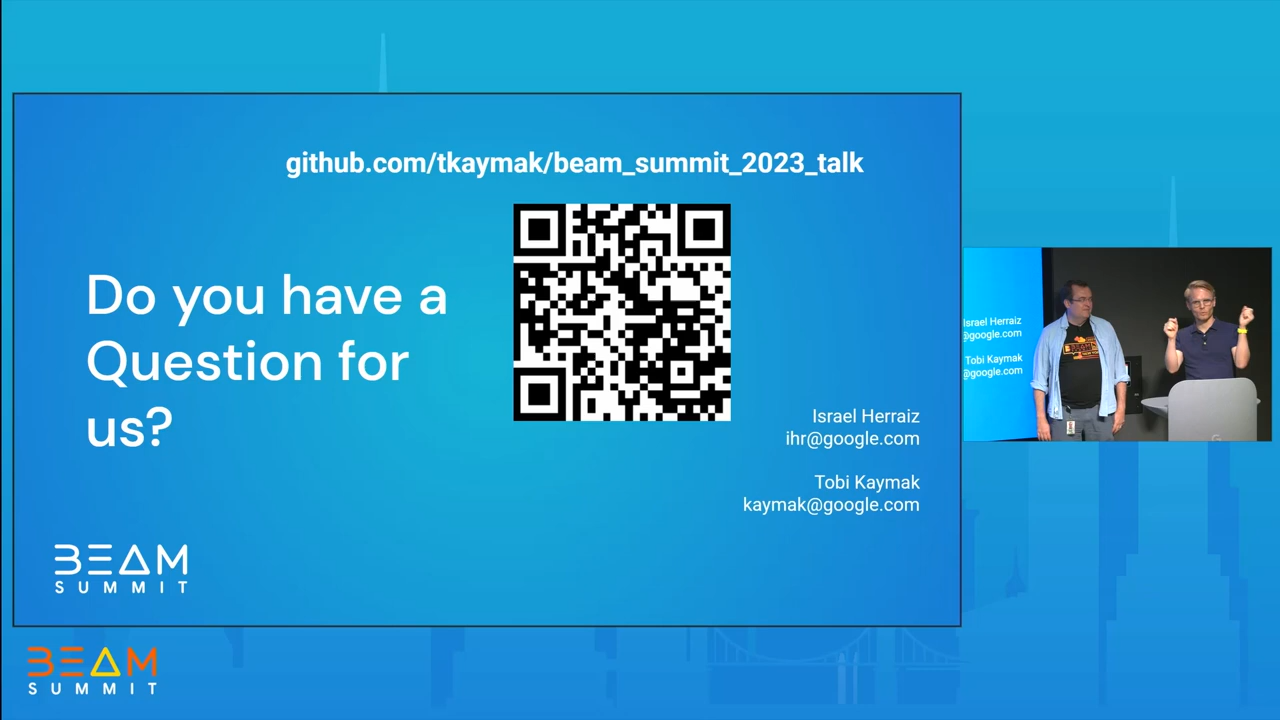 github.com/tkaymak/beam_summit_2023_talk
Do you have a
Question for
us?
Israel Herraiz
ihr@google.com
Tobi Kaymak
kaymak@google.com
BEAM
SUMMIT
Israel Herraiz
@google.com
Tobi Kaymak
@google.com
BEAM
SUMMIT